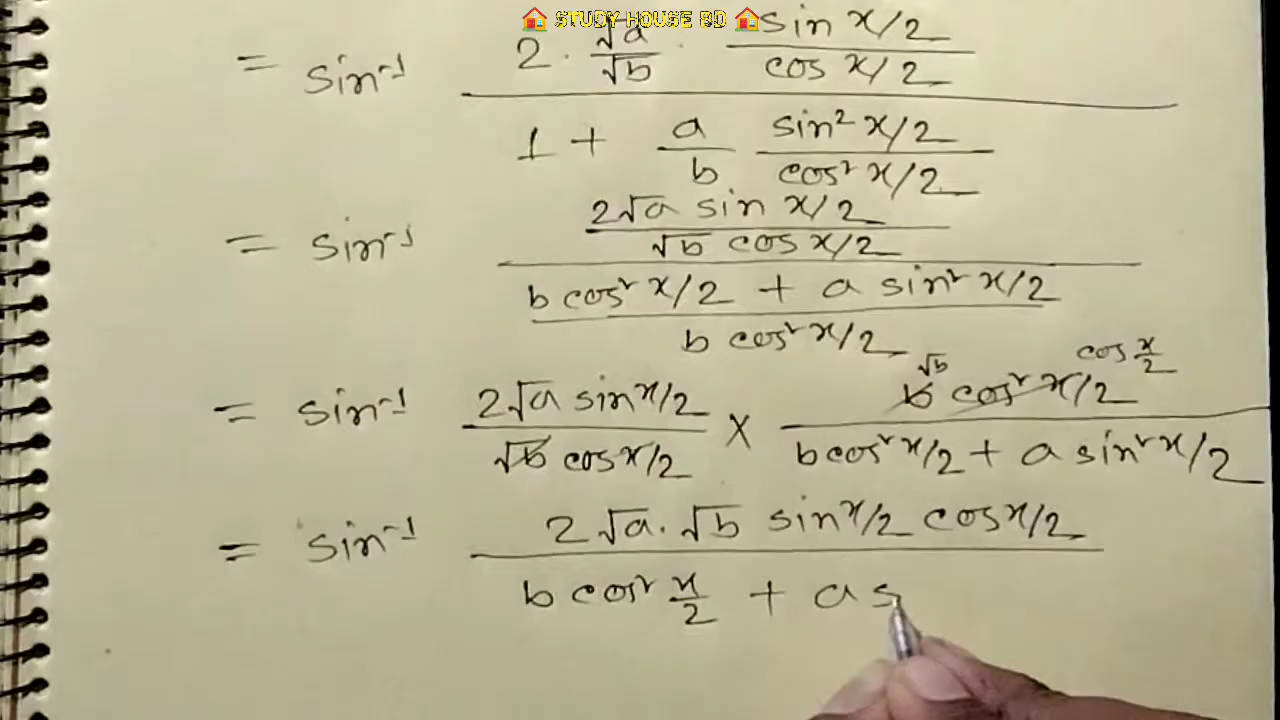 🏠 STUDY HOUSE BD 🏠
= sin⁻¹ (2 · √a/√b · (sin x/2)/(cos x/2)) / (1 + a/b (sin² x/2)/(cos² x/2))
= sin⁻¹ ((2√a sin x/2)/(√b cos x/2)) / ((b cos² x/2 + a sin² x/2)/(b cos² x/2))
= sin⁻¹ (2√a sin x/2)/(√b cos x/2) × (b cos² x/2)/(b cos² x/2 + a sin² x/2) √b cos x/2
= sin⁻¹ (2√a · √b sin x/2 cos x/2) / (b cos² x/2 + a s